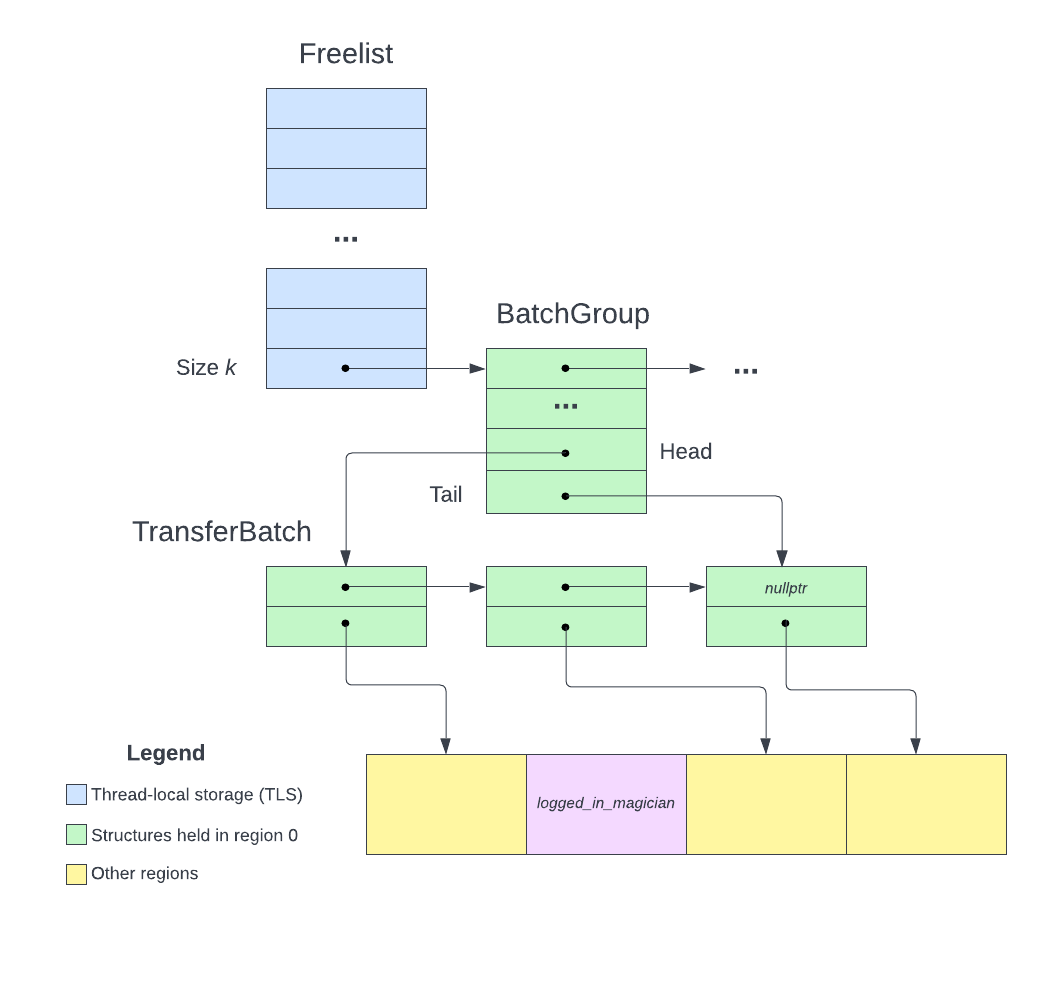 Freelist
...
BatchGroup
Size k
...
...
Head
Tail
TransferBatch
nullptr
Legend
Thread-local storage (TLS)
logged_in_magician
Structures held in region 0
Other regions